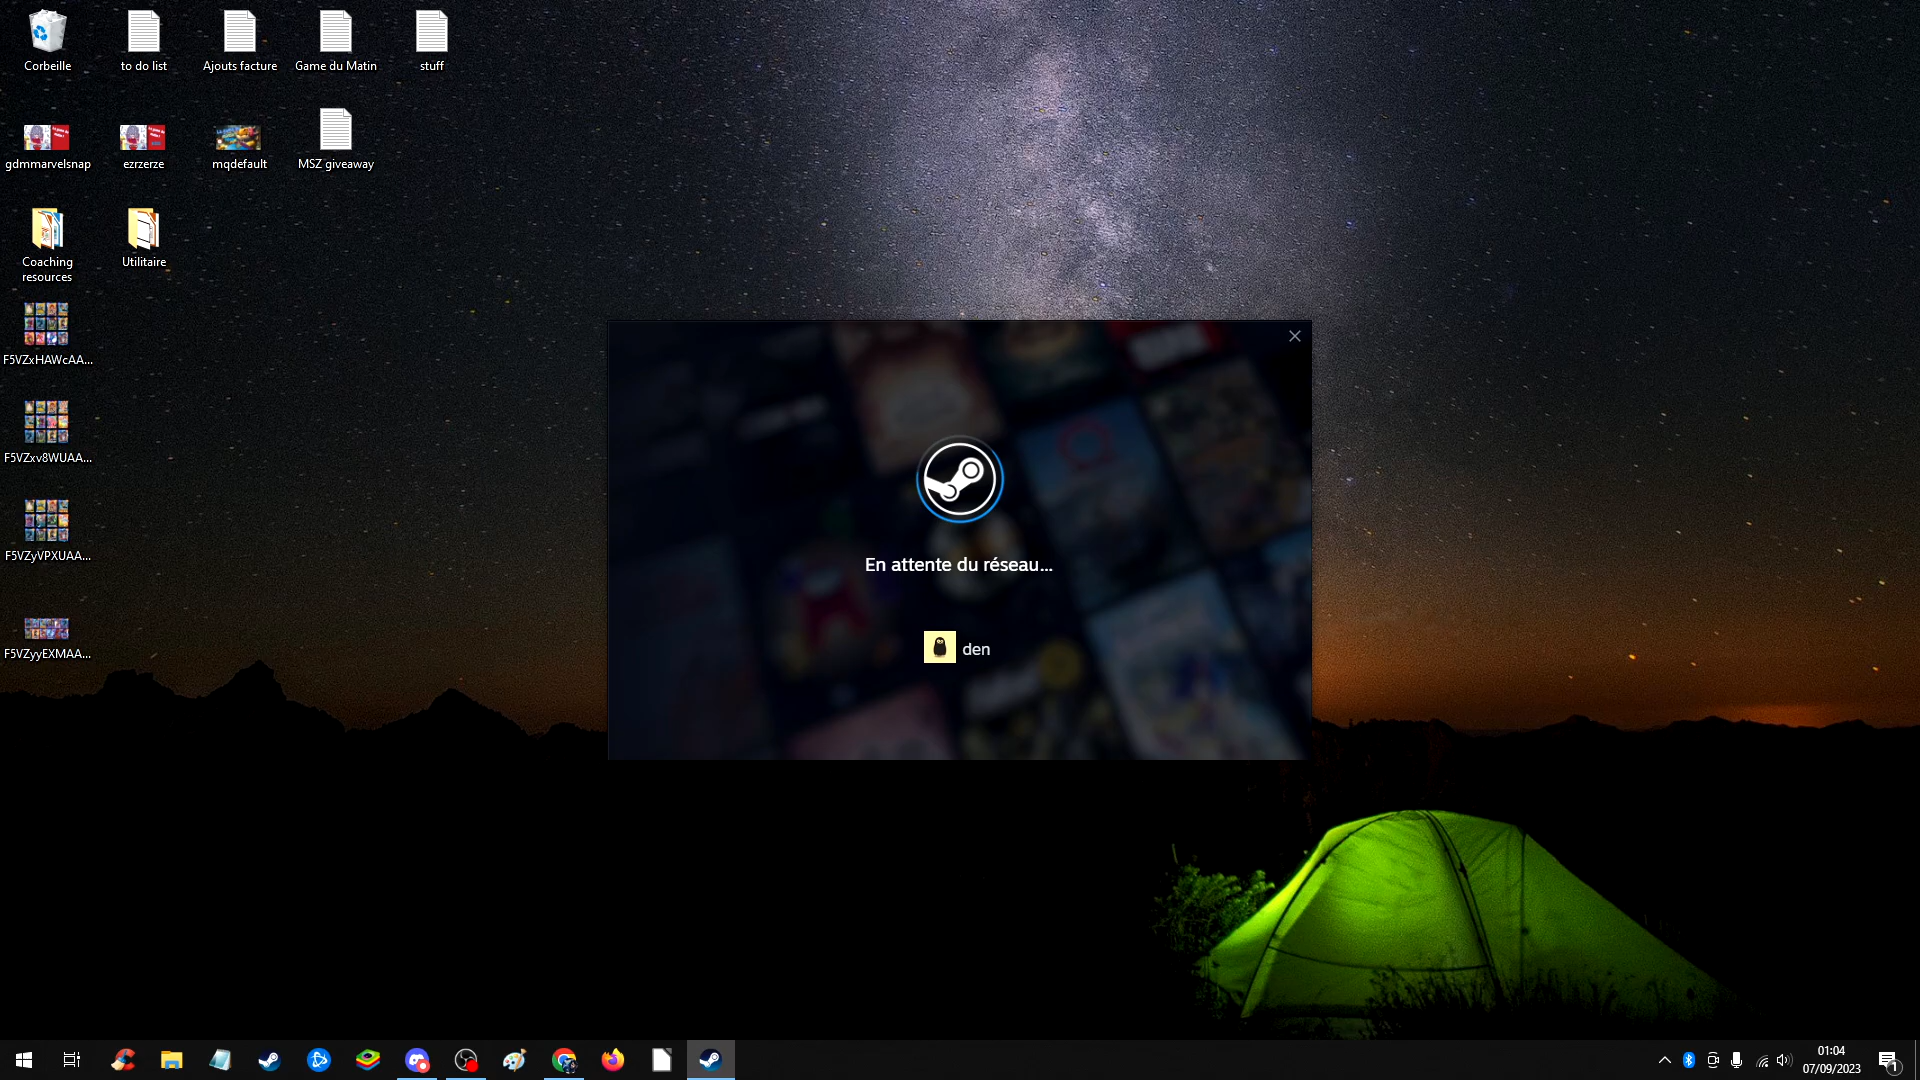 Corbeille
to do list
Ajouts facture
Game du Matin
stuff
gdmmarvelsnap
ezrzerze
mqdefault
MSZ giveaway
Coaching
resources
Utilitaire
F5VZxHAWcAA...
F5VZxv8WUAA...
F5VZyVPXUAA...
F5VZyyEXMAA...
En attente du réseau...
den
01:04
07/09/2023
1